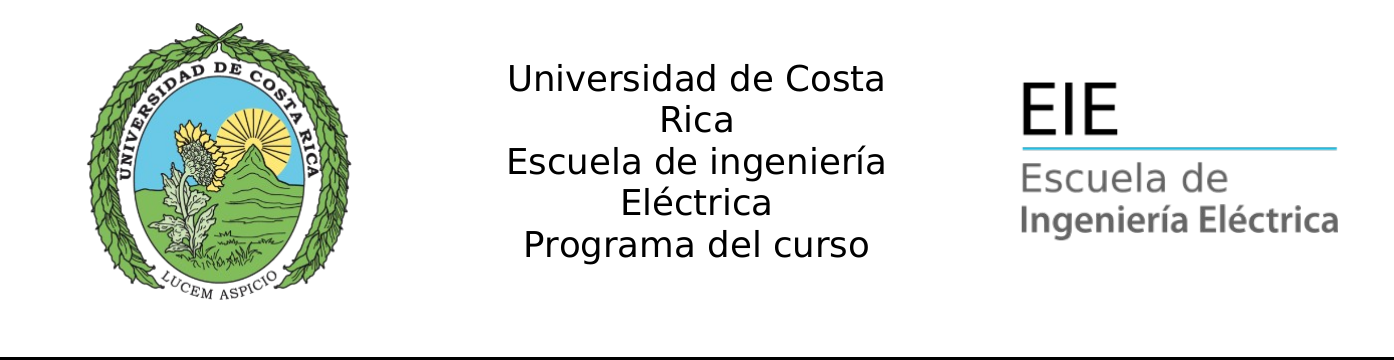 UNIVERSIDAD DE COSTA RICA
LUCEM ASPICIO
Universidad de Costa
Rica
Escuela de ingeniería
Eléctrica
Programa del curso
EIE
Escuela de
Ingeniería Eléctrica